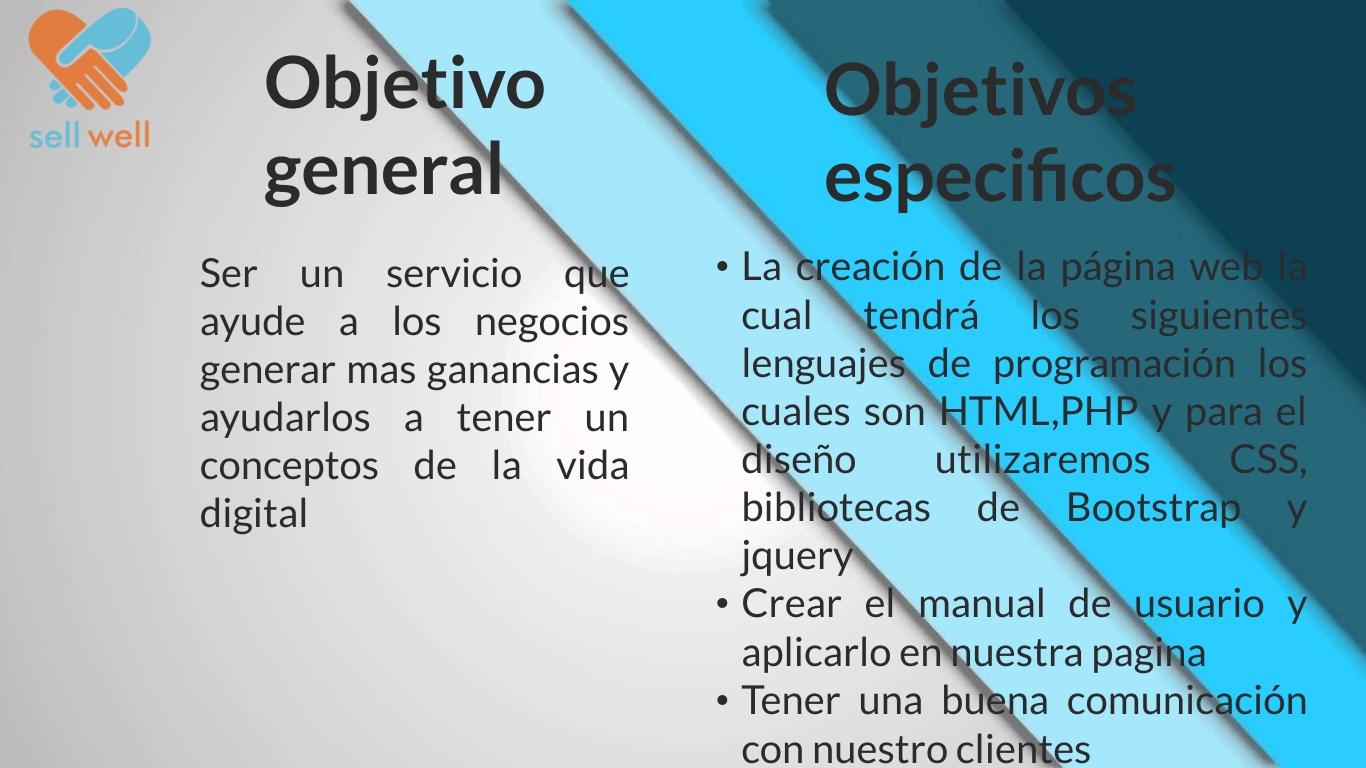 sell well
Objetivo
general
Ser un servicio que
ayude a los negocios
generar mas ganancias y
ayudarlos a tener un
conceptos de la vida
digital
Objetivos
especificos
• La creación de la página web la
cual tendrá los siguientes
lenguajes de programación los
cuales son HTML,PHP y para el
diseño utilizaremos CSS,
bibliotecas de Bootstrap y
jquery
• Crear el manual de usuario y
aplicarlo en nuestra pagina
• Tener una buena comunicación
con nuestro clientes